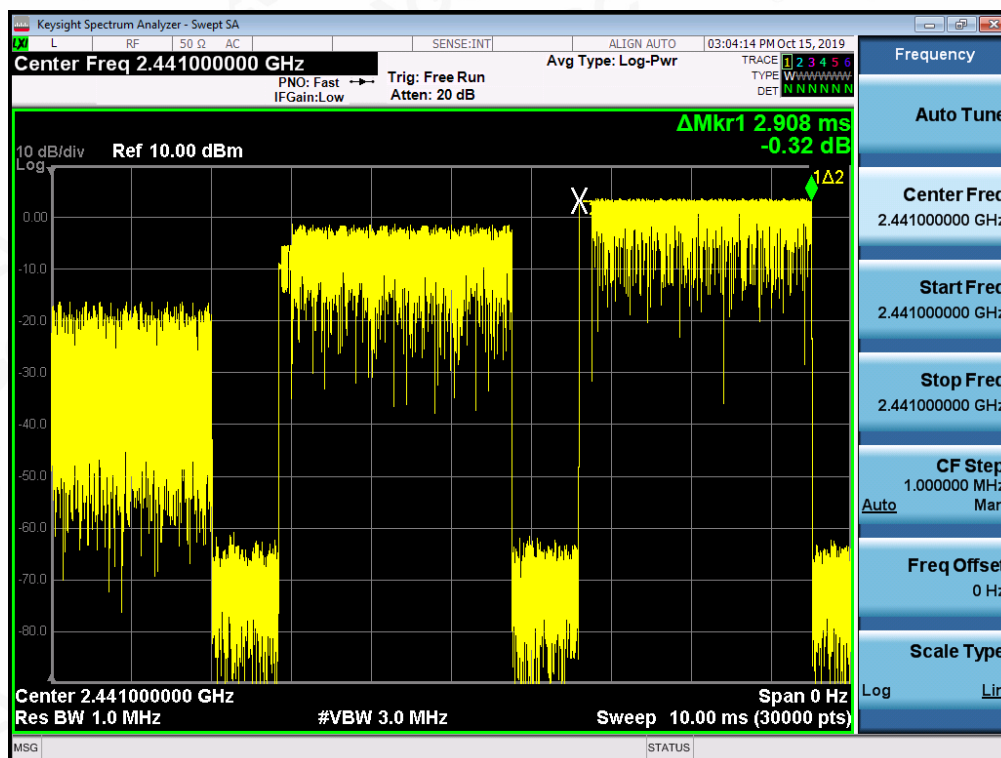 Keysight Spectrum Analyzer - Swept SA
LXI L RF 50 Ω AC SENSE:INT ALIGN AUTO 03:04:14 PM Oct 15, 2019
Center Freq 2.441000000 GHz
PNO: Fast
IFGain:Low
Trig: Free Run
Atten: 20 dB
Avg Type: Log-Pwr
TRACE 1 2 3 4 5 6
TYPE WWWWWW
DET N N N N N N
ΔMkr1 2.908 ms
-0.32 dB
10 dB/div Ref 10.00 dBm
Log
1Δ2
0.00
-10.0
-20.0
-30.0
-40.0
-50.0
-60.0
-70.0
-80.0
Center 2.441000000 GHz Span 0 Hz
Res BW 1.0 MHz #VBW 3.0 MHz Sweep 10.00 ms (30000 pts)
MSG STATUS
Frequency
Auto Tune
Center Freq
2.441000000 GHz
Start Freq
2.441000000 GHz
Stop Freq
2.441000000 GHz
CF Step
1.000000 MHz
Auto Man
Freq Offset
0 Hz
Scale Type
Log Lin